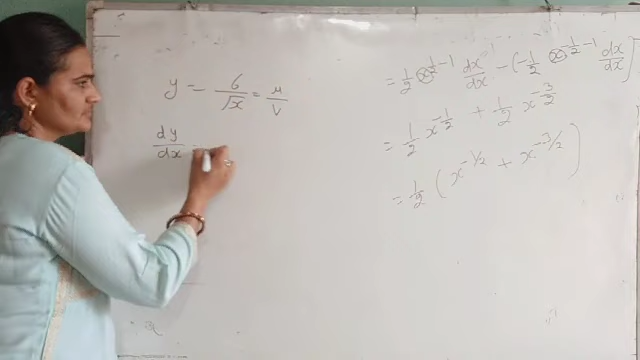 y = 6/√x = u/v
dy/dx =
= 1/2 x^(1/2-1) dx/dx - (-1/2 x^(-1/2-1) dx/dx)
= 1/2 x^(-1/2) + 1/2 x^(-3/2)
= 1/2 (x^(-1/2) + x^(-3/2))